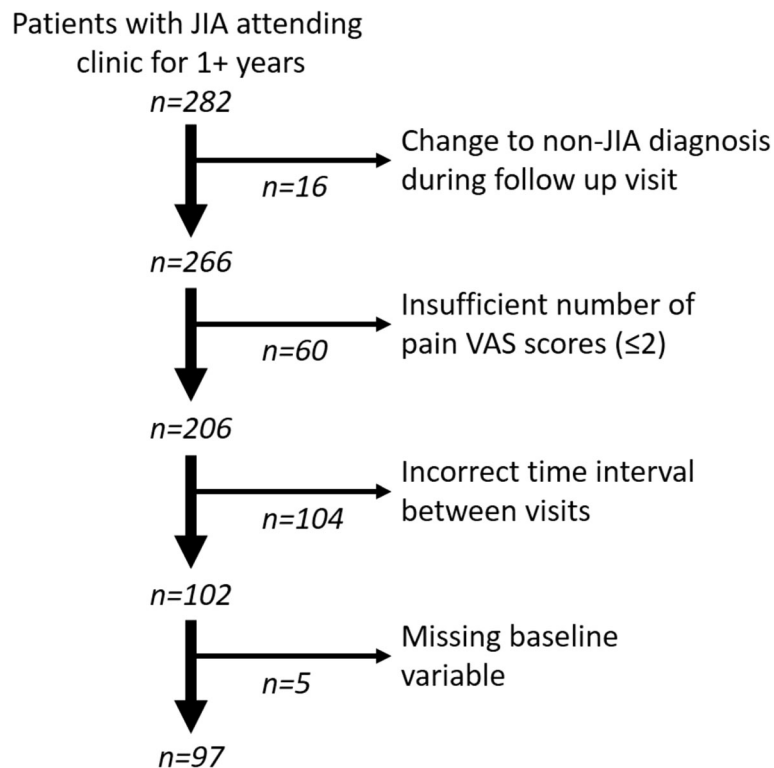 Patients with JIA attending
clinic for 1+ years
n=282
Change to non-JIA diagnosis
during follow up visit
n=16
n=266
Insufficient number of
pain VAS scores (≤2)
n=60
n=206
Incorrect time interval
between visits
n=104
n=102
Missing baseline
variable
n=5
n=97